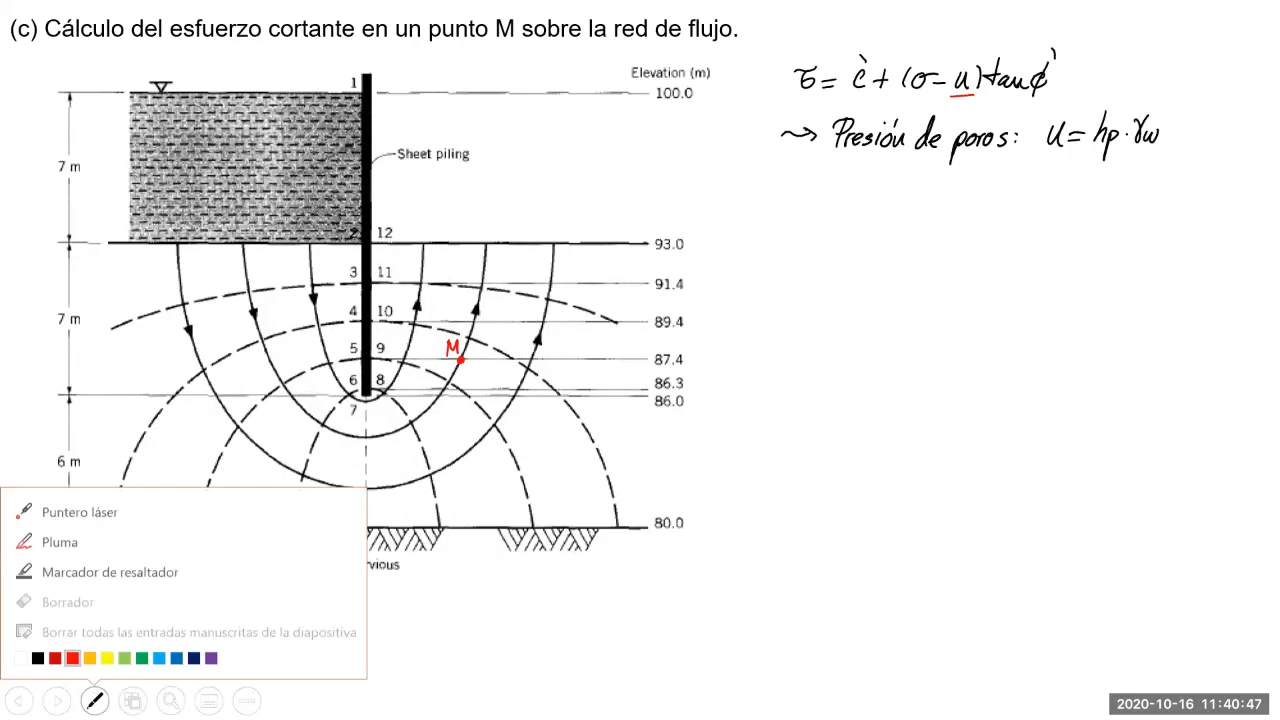 (c) Cálculo del esfuerzo cortante en un punto M sobre la red de flujo.
τ = c' + (σ - u) tan ϕ'
⇝ Presión de poros: u = hp · γw
Elevation (m)
1
100.0
7 m
Sheet piling
2 12
93.0
3 11
91.4
7 m
4 10
89.4
M
5 9
87.4
6 8
86.3
86.0
7
6 m
80.0
vious
Puntero láser
Pluma
Marcador de resaltador
Borrador
Borrar todas las entradas manuscritas de la diapositiva
2020-10-16 11:40:47